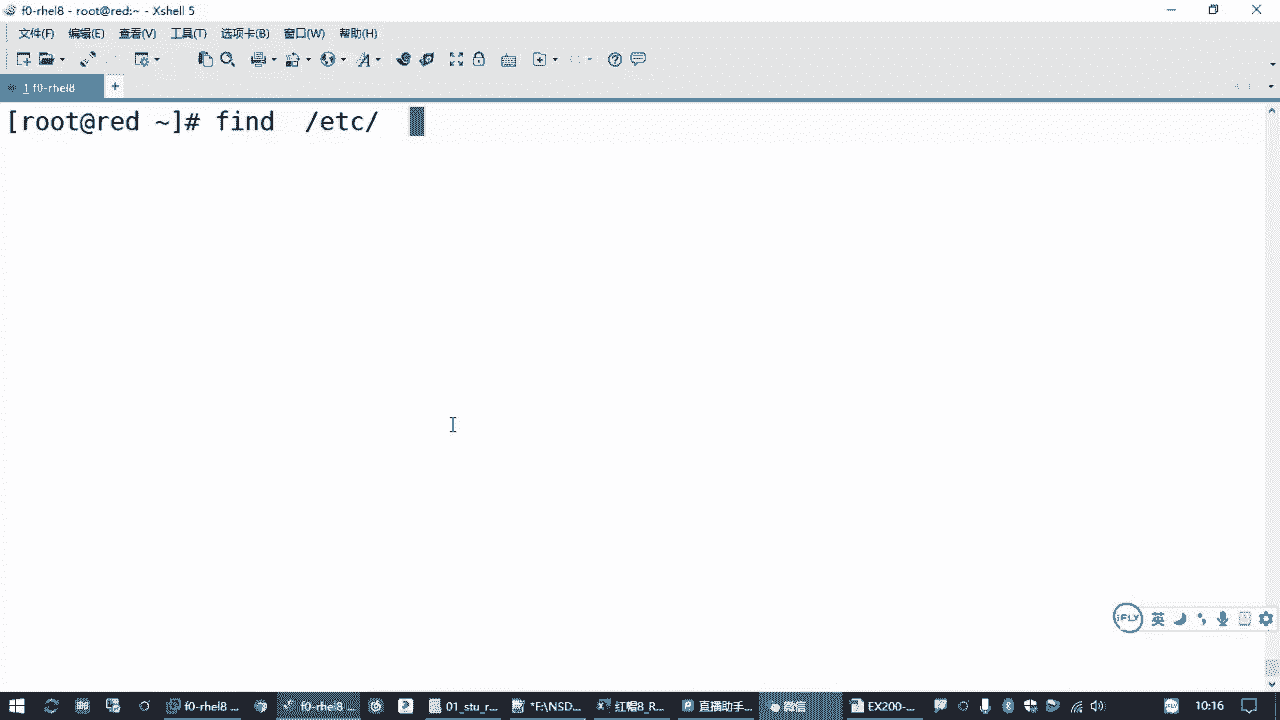 f0-rhel8 - root@red:~ - Xshell 5
文件(F) 编辑(E) 查看(V) 工具(T) 选项卡(B) 窗口(W) 帮助(H)
1 f0-rhel8 +
[root@red ~]# find /etc/
iFLY 英
f0-rhel8 ... f0-rhel8... 01_stu_r... *F:\NSD... 红帽8_R... 直播助手... 微信 EX200-... 10:16